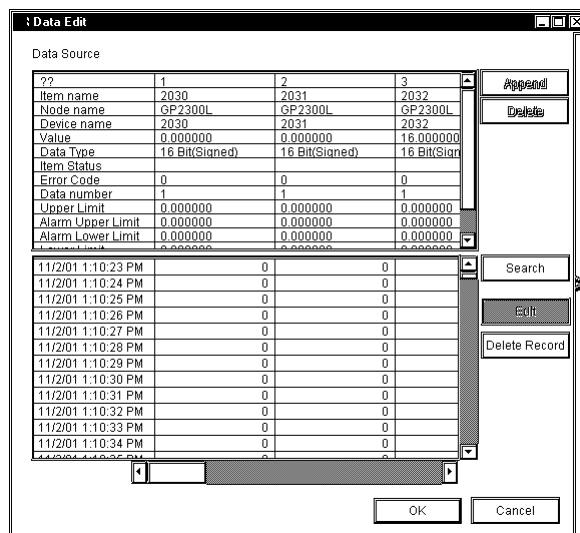 Data Edit
Data Source
?? 1 2 3
Item name 2030 2031 2032
Node name GP2300L GP2300L GP2300L
Device name 2030 2031 2032
Value 0.000000 0.000000 16.000000
Data Type 16 Bit(Signed) 16 Bit(Signed) 16 Bit(Sign
Item Status
Error Code 0 0 0
Data number 1 1 1
Upper Limit 0.000000 0.000000 0.000000
Alarm Upper Limit 0.000000 0.000000 0.000000
Alarm Lower Limit 0.000000 0.000000 0.000000
Append
Delete
11/2/01 1:10:23 PM 0 0
11/2/01 1:10:24 PM 0 0
11/2/01 1:10:25 PM 0 0
11/2/01 1:10:26 PM 0 0
11/2/01 1:10:27 PM 0 0
11/2/01 1:10:28 PM 0 0
11/2/01 1:10:29 PM 0 0
11/2/01 1:10:30 PM 0 0
11/2/01 1:10:31 PM 0 0
11/2/01 1:10:32 PM 0 0
11/2/01 1:10:33 PM 0 0
11/2/01 1:10:34 PM 0 0
Search
Edit
Delete Record
OK Cancel